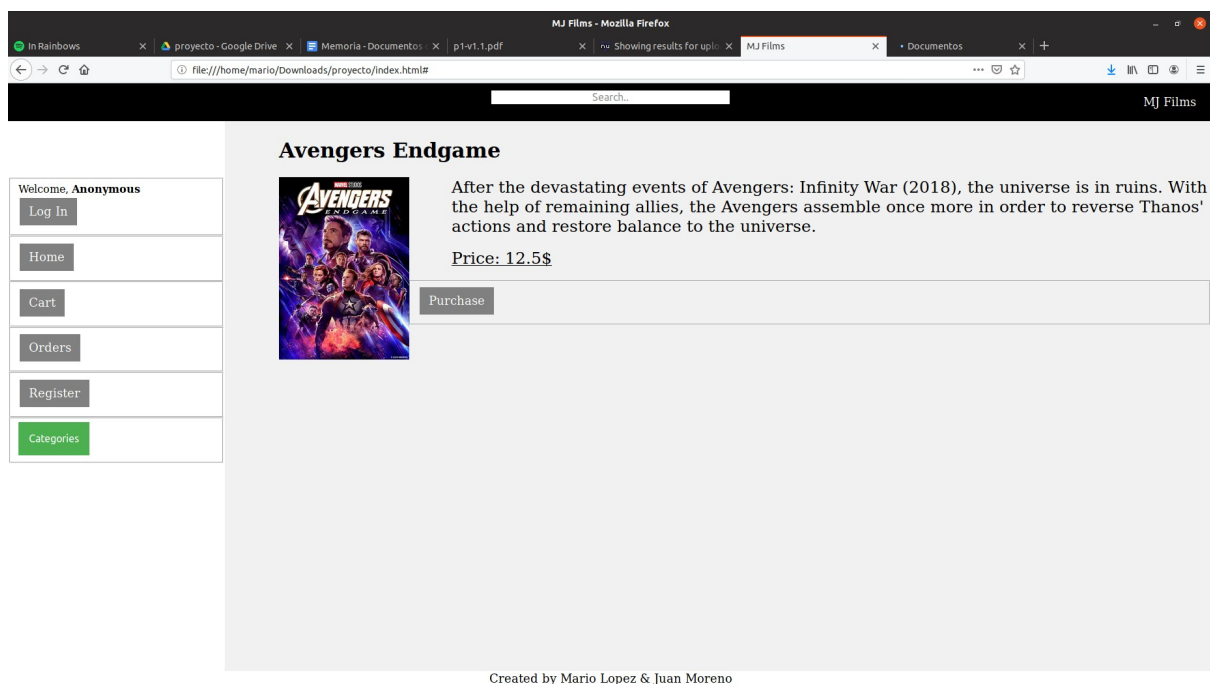 MJ Films - Mozilla Firefox
In Rainbows
proyecto - Google Drive
Memoria - Documentos
p1-v1.1.pdf
Showing results for uplo
MJ Films
• Documentos
file:///home/mario/Downloads/proyecto/index.html#
Search..
MJ Films
Welcome, Anonymous
Log In
Home
Cart
Orders
Register
Categories
Avengers Endgame
MARVEL STUDIOS
AVENGERS
ENDGAME
After the devastating events of Avengers: Infinity War (2018), the universe is in ruins. With
the help of remaining allies, the Avengers assemble once more in order to reverse Thanos'
actions and restore balance to the universe.
Price: 12.5$
Purchase
Created by Mario Lopez & Juan Moreno